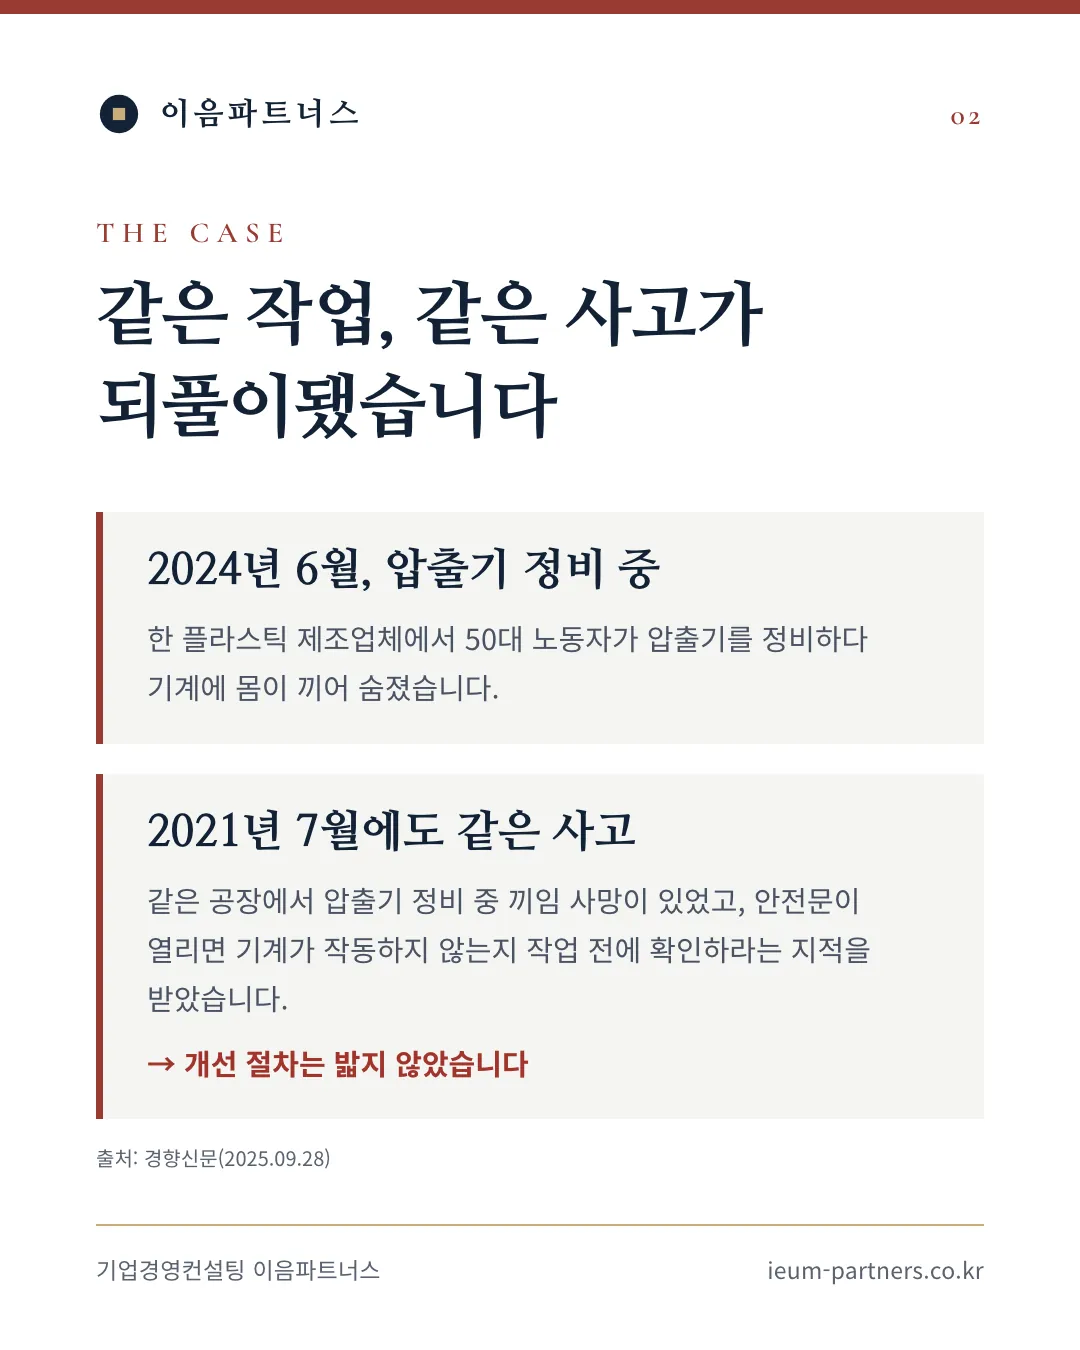 이음파트너스
02
THE CASE
같은 작업, 같은 사고가
되풀이됐습니다
2024년 6월, 압출기 정비 중
한 플라스틱 제조업체에서 50대 노동자가 압출기를 정비하다
기계에 몸이 끼어 숨졌습니다.
2021년 7월에도 같은 사고
같은 공장에서 압출기 정비 중 끼임 사망이 있었고, 안전문이
열리면 기계가 작동하지 않는지 작업 전에 확인하라는 지적을
받았습니다.
→ 개선 절차는 밟지 않았습니다
출처: 경향신문(2025.09.28)
기업경영컨설팅 이음파트너스
ieum-partners.co.kr